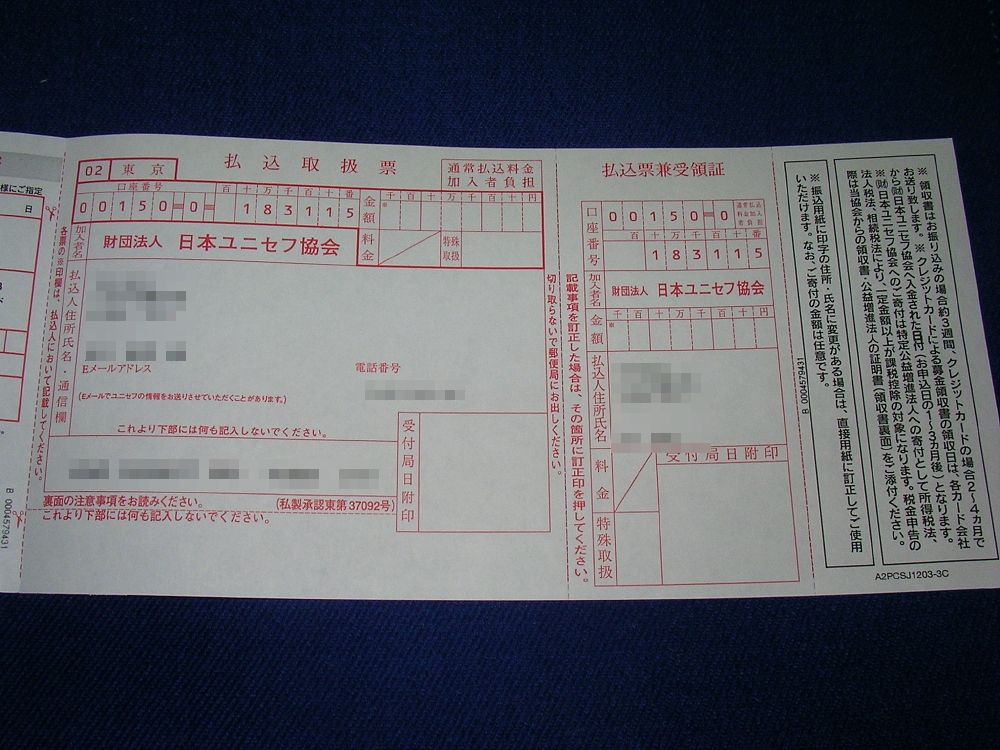 様にご指定
日
各票の※印欄は、払込人において記載してください。
B 0004579431
02 東京
払込取扱票
通常払込料金
加入者負担
口座番号
百十万千百十番
00150=0= 183115
金額
千百十万千百十円
※
加入者名
財団法人 日本ユニセフ協会
料金
特殊
取扱
払込人住所氏名・通信欄
Eメールアドレス
電話番号
(Eメールでユニセフの情報をお送りさせていただくことがあります。)
これより下部には何も記入しないでください。
受付局日附印
裏面の注意事項をお読みください。
(私製承認東第37092号)
これより下部には何も記入しないでください。
切り取らないで郵便局にお出しください。
記載事項を訂正した場合は、その箇所に訂正印を押してください。
払込票兼受領証
口座番号
00150=0
通常払込
料金加入
者負担
百十万千百十番
183115
加入者名
財団法人 日本ユニセフ協会
金額
千百十万千百十円
※
払込人住所氏名
料金
受付局日附印
特殊取扱
B 0004579431
※ 振込用紙に印字の住所・氏名に変更がある場合は、直接用紙に訂正してご使用
いただけます。なお、ご寄付の金額は任意です。
※ 領収書はお振り込みの場合約3週間、クレジットカードの場合2〜4カ月で
お送り致します。※ クレジットカードによる募金領収書の領収日は、各カード会社
から(財)日本ユニセフ協会へ入金された日付(お申込日の1〜3カ月後)となります。
※(財)日本ユニセフ協会へのご寄付は特定公益増進法人への寄付として所得税法、
法人税法、相続税法により、一定金額以上が課税控除の対象になります。税金申告の
際は当協会からの領収書・公益増進法人の証明書(領収書裏面)をご添付ください。
A2PCSJ1203-3C